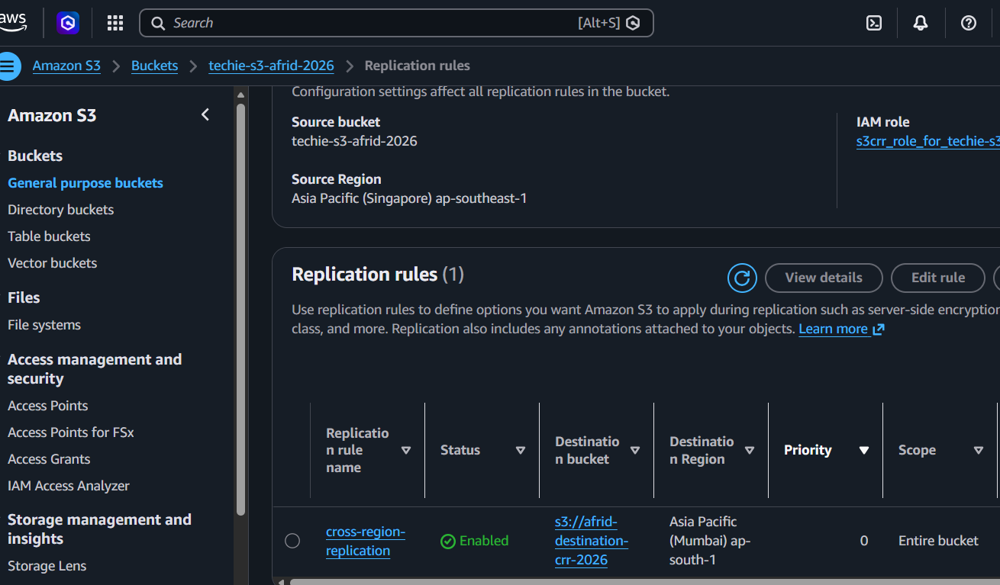 aws
Search [Alt+S]
Amazon S3 Buckets techie-s3-afrid-2026 Replication rules
Amazon S3
Buckets
General purpose buckets
Directory buckets
Table buckets
Vector buckets
Files
File systems
Access management and
security
Access Points
Access Points for FSx
Access Grants
IAM Access Analyzer
Storage management and
insights
Storage Lens
Configuration settings affect all replication rules in the bucket.
Source bucket
techie-s3-afrid-2026
Source Region
Asia Pacific (Singapore) ap-southeast-1
IAM role
s3crr_role_for_techie-s3
Replication rules (1)
View details
Edit rule
Use replication rules to define options you want Amazon S3 to apply during replication such as server-side encryption
class, and more. Replication also includes any annotations attached to your objects. Learn more
Replicatio
n rule
name
Status
Destinatio
n bucket
Destinatio
n Region
Priority
Scope
cross-region-
replication
Enabled
s3://afrid-
destination-
crr-2026
Asia Pacific
(Mumbai) ap-
south-1
0
Entire bucket